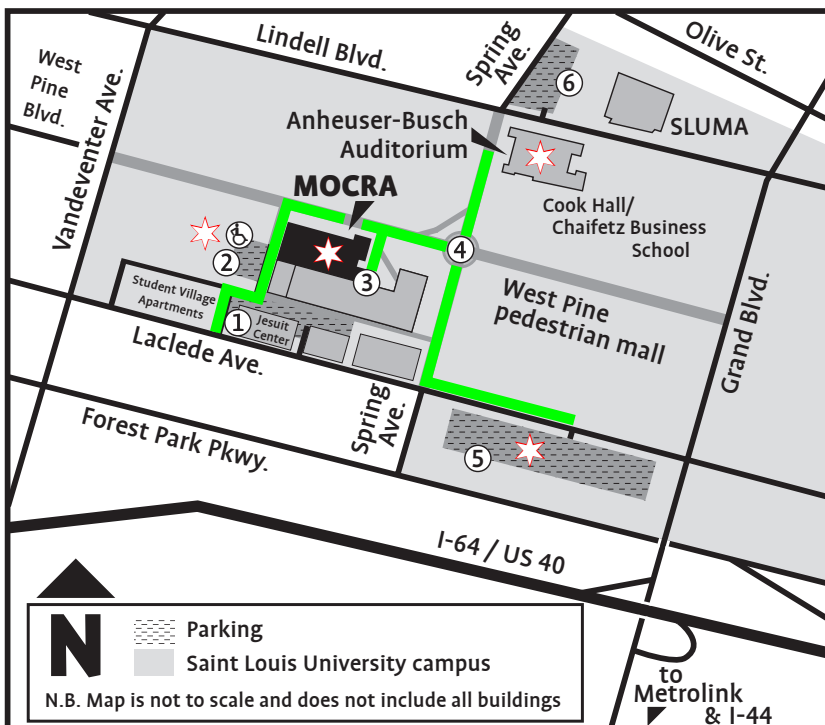 Lindell Blvd.
Spring
Ave.
Olive St.
West
Pine
Blvd.
Vandeventer Ave.
6
SLUMA
Anheuser-Busch
Auditorium
MOCRA
Cook Hall/
Chaifetz Business
School
4
2
3
Student Village
Apartments
1
Jesuit
Center
West Pine
pedestrian mall
Grand Blvd.
Laclede Ave.
Spring
Ave.
Forest Park Pkwy.
5
I-64 / US 40
N
Parking
Saint Louis University campus
N.B. Map is not to scale and does not include all buildings
to
Metrolink
& I-44